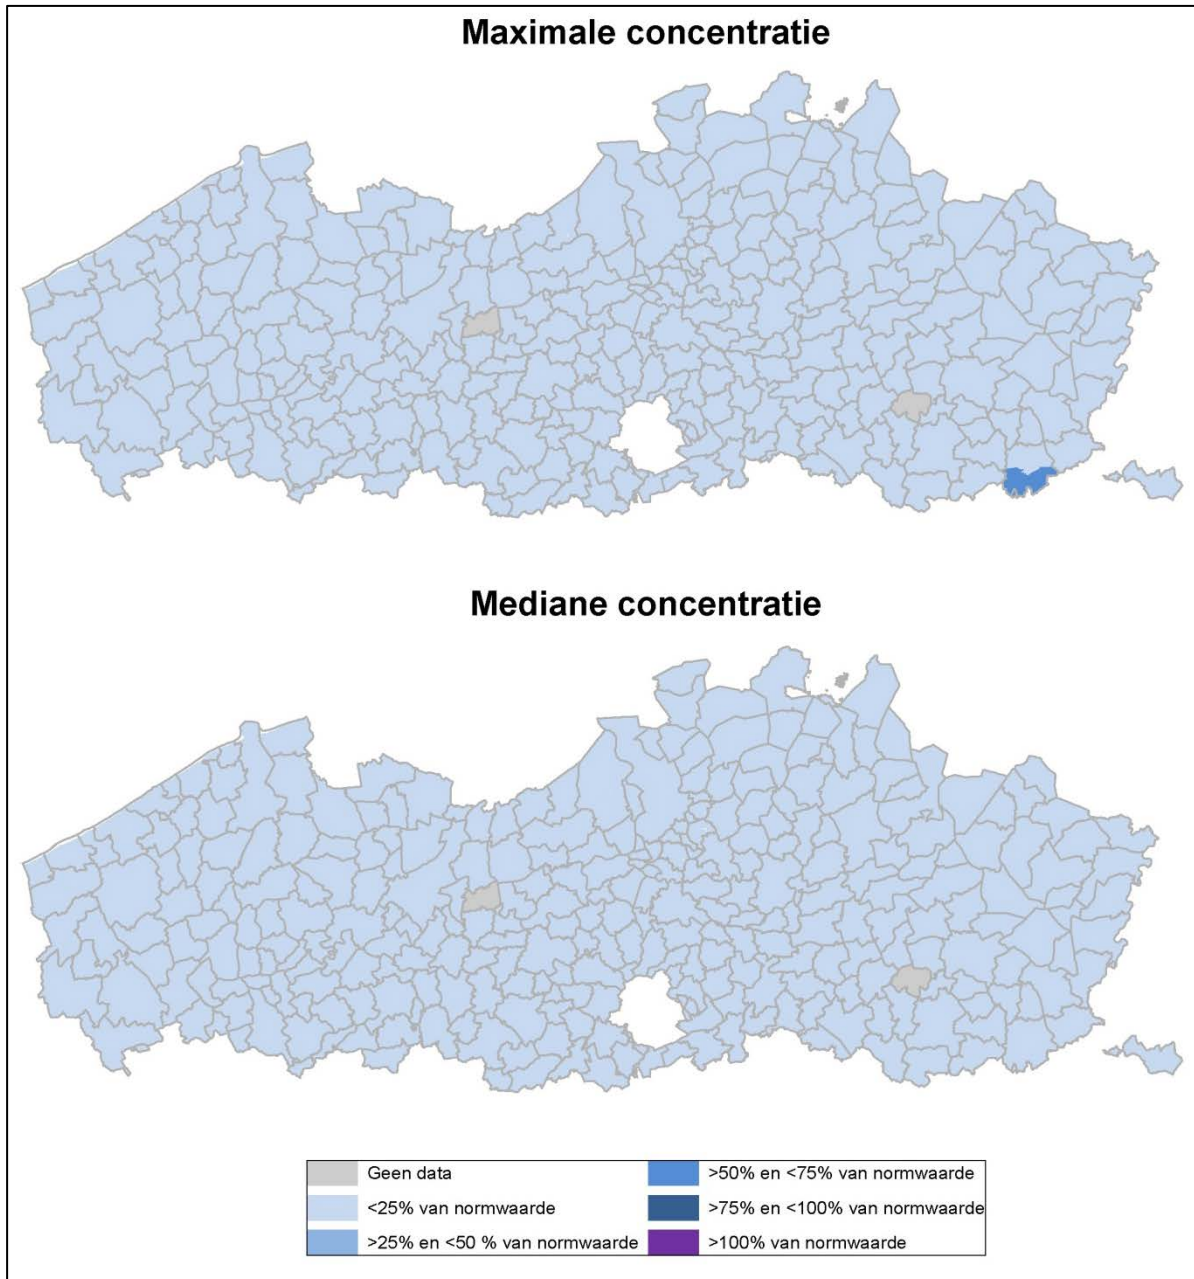 Maximale concentratie
Mediane concentratie
Geen data
<25% van normwaarde
>25% en <50 % van normwaarde
>50% en <75% van normwaarde
>75% en <100% van normwaarde
>100% van normwaarde